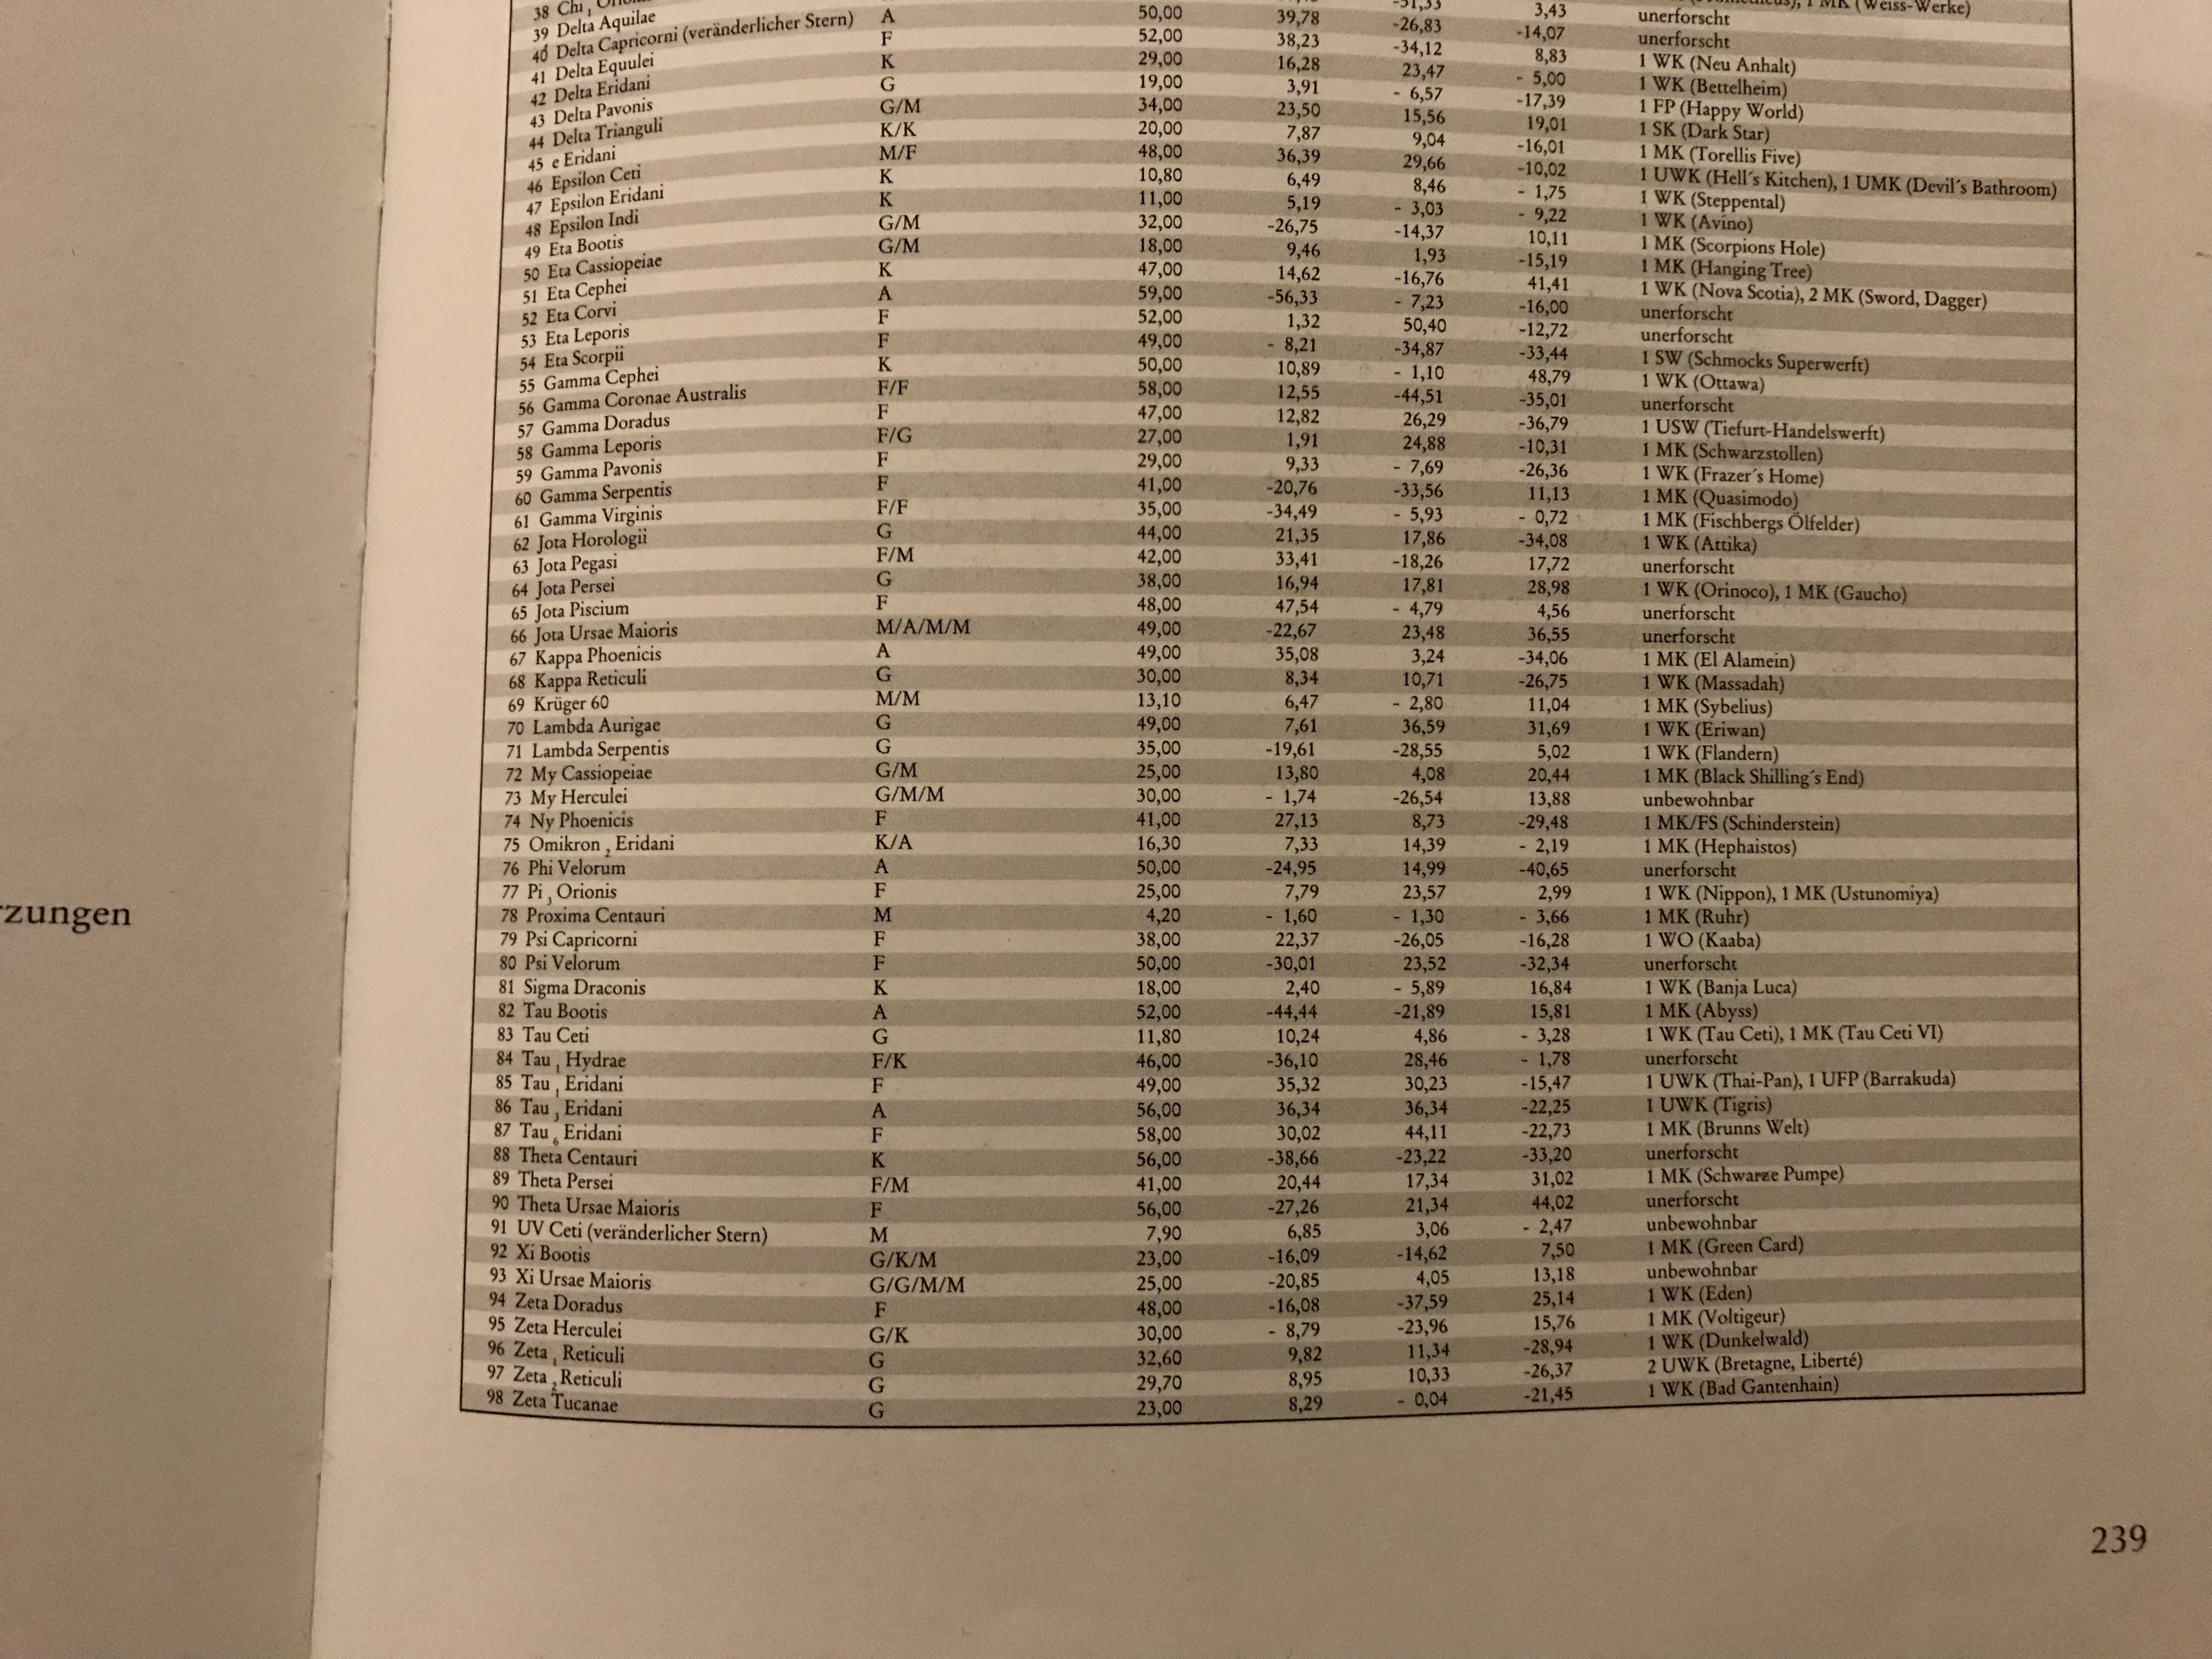 38 Chi 1 1 MK (Weiss-Werke)
39 Delta Aquilae -31,33 3,43 unerforscht
40 Delta Capricorni (veränderlicher Stern) A 50,00 39,78 -26,83 -14,07 unerforscht
41 Delta Equulei F 52,00 38,23 -34,12 8,83 1 WK (Neu Anhalt)
42 Delta Eridani K 29,00 16,28 23,47 - 5,00 1 WK (Bettelheim)
43 Delta Pavonis G 19,00 3,91 - 6,57 -17,39 1 FP (Happy World)
44 Delta Trianguli G/M 34,00 23,50 15,56 19,01 1 SK (Dark Star)
45 e Eridani K/K 20,00 7,87 9,04 -16,01 1 MK (Torellis Five)
46 Epsilon Ceti M/F 48,00 36,39 29,66 -10,02 1 UWK (Hell´s Kitchen), 1 UMK (Devil´s Bathroom)
47 Epsilon Eridani K 10,80 6,49 8,46 - 1,75 1 WK (Steppental)
48 Epsilon Indi K 11,00 5,19 - 3,03 - 9,22 1 WK (Avino)
49 Eta Bootis G/M 32,00 -26,75 -14,37 10,11 1 MK (Scorpions Hole)
50 Eta Cassiopeiae G/M 18,00 9,46 1,93 -15,19 1 MK (Hanging Tree)
51 Eta Cephei K 47,00 14,62 -16,76 41,41 1 WK (Nova Scotia), 2 MK (Sword, Dagger)
52 Eta Corvi A 59,00 -56,33 - 7,23 -16,00 unerforscht
53 Eta Leporis F 52,00 1,32 50,40 -12,72 unerforscht
54 Eta Scorpii F 49,00 - 8,21 -34,87 -33,44 1 SW (Schmocks Superwerft)
55 Gamma Cephei K 50,00 10,89 - 1,10 48,79 1 WK (Ottawa)
56 Gamma Coronae Australis F/F 58,00 12,55 -44,51 -35,01 unerforscht
57 Gamma Doradus F 47,00 12,82 26,29 -36,79 1 USW (Tiefurt-Handelswerft)
58 Gamma Leporis F/G 27,00 1,91 24,88 -10,31 1 MK (Schwarzstollen)
59 Gamma Pavonis F 29,00 9,33 - 7,69 -26,36 1 WK (Frazer´s Home)
60 Gamma Serpentis F 41,00 -20,76 -33,56 11,13 1 MK (Quasimodo)
61 Gamma Virginis F/F 35,00 -34,49 - 5,93 - 0,72 1 MK (Fischbergs Ölfelder)
62 Jota Horologii G 44,00 21,35 17,86 -34,08 1 WK (Attika)
63 Jota Pegasi F/M 42,00 33,41 -18,26 17,72 unerforscht
64 Jota Persei G 38,00 16,94 17,81 28,98 1 WK (Orinoco), 1 MK (Gaucho)
65 Jota Piscium F 48,00 47,54 - 4,79 4,56 unerforscht
66 Jota Ursae Maioris M/A/M/M 49,00 -22,67 23,48 36,55 unerforscht
67 Kappa Phoenicis A 49,00 35,08 3,24 -34,06 1 MK (El Alamein)
68 Kappa Reticuli G 30,00 8,34 10,71 -26,75 1 WK (Massadah)
69 Krüger 60 M/M 13,10 6,47 - 2,80 11,04 1 MK (Sybelius)
70 Lambda Aurigae G 49,00 7,61 36,59 31,69 1 WK (Eriwan)
71 Lambda Serpentis G 35,00 -19,61 -28,55 5,02 1 WK (Flandern)
72 My Cassiopeiae G/M 25,00 13,80 4,08 20,44 1 MK (Black Shilling´s End)
73 My Herculei G/M/M 30,00 - 1,74 -26,54 13,88 unbewohnbar
74 Ny Phoenicis F 41,00 27,13 8,73 -29,48 1 MK/FS (Schinderstein)
75 Omikron 2 Eridani K/A 16,30 7,33 14,39 - 2,19 1 MK (Hephaistos)
76 Phi Velorum A 50,00 -24,95 14,99 -40,65 unerforscht
77 Pi 3 Orionis F 25,00 7,79 23,57 2,99 1 WK (Nippon), 1 MK (Ustunomiya)
rzungen
78 Proxima Centauri M 4,20 - 1,60 - 1,30 - 3,66 1 MK (Ruhr)
79 Psi Capricorni F 38,00 22,37 -26,05 -16,28 1 WO (Kaaba)
80 Psi Velorum F 50,00 -30,01 23,52 -32,34 unerforscht
81 Sigma Draconis K 18,00 2,40 - 5,89 16,84 1 WK (Banja Luca)
82 Tau Bootis A 52,00 -44,44 -21,89 15,81 1 MK (Abyss)
83 Tau Ceti G 11,80 10,24 4,86 - 3,28 1 WK (Tau Ceti), 1 MK (Tau Ceti VI)
84 Tau 1 Hydrae F/K 46,00 -36,10 28,46 - 1,78 unerforscht
85 Tau 1 Eridani F 49,00 35,32 30,23 -15,47 1 UWK (Thai-Pan), 1 UFP (Barrakuda)
86 Tau 3 Eridani A 56,00 36,34 36,34 -22,25 1 UWK (Tigris)
87 Tau 6 Eridani F 58,00 30,02 44,11 -22,73 1 MK (Brunns Welt)
88 Theta Centauri K 56,00 -38,66 -23,22 -33,20 unerforscht
89 Theta Persei F/M 41,00 20,44 17,34 31,02 1 MK (Schwarze Pumpe)
90 Theta Ursae Maioris F 56,00 -27,26 21,34 44,02 unerforscht
91 UV Ceti (veränderlicher Stern) M 7,90 6,85 3,06 - 2,47 unbewohnbar
92 Xi Bootis G/K/M 23,00 -16,09 -14,62 7,50 1 MK (Green Card)
93 Xi Ursae Maioris G/G/M/M 25,00 -20,85 4,05 13,18 unbewohnbar
94 Zeta Doradus F 48,00 -16,08 -37,59 25,14 1 WK (Eden)
95 Zeta Herculei G/K 30,00 - 8,79 -23,96 15,76 1 MK (Voltigeur)
96 Zeta 1 Reticuli G 32,60 9,82 11,34 -28,94 1 WK (Dunkelwald)
97 Zeta 2 Reticuli G 29,70 8,95 10,33 -26,37 2 UWK (Bretagne, Liberté)
98 Zeta Tucanae G 23,00 8,29 - 0,04 -21,45 1 WK (Bad Gantenhain)
239